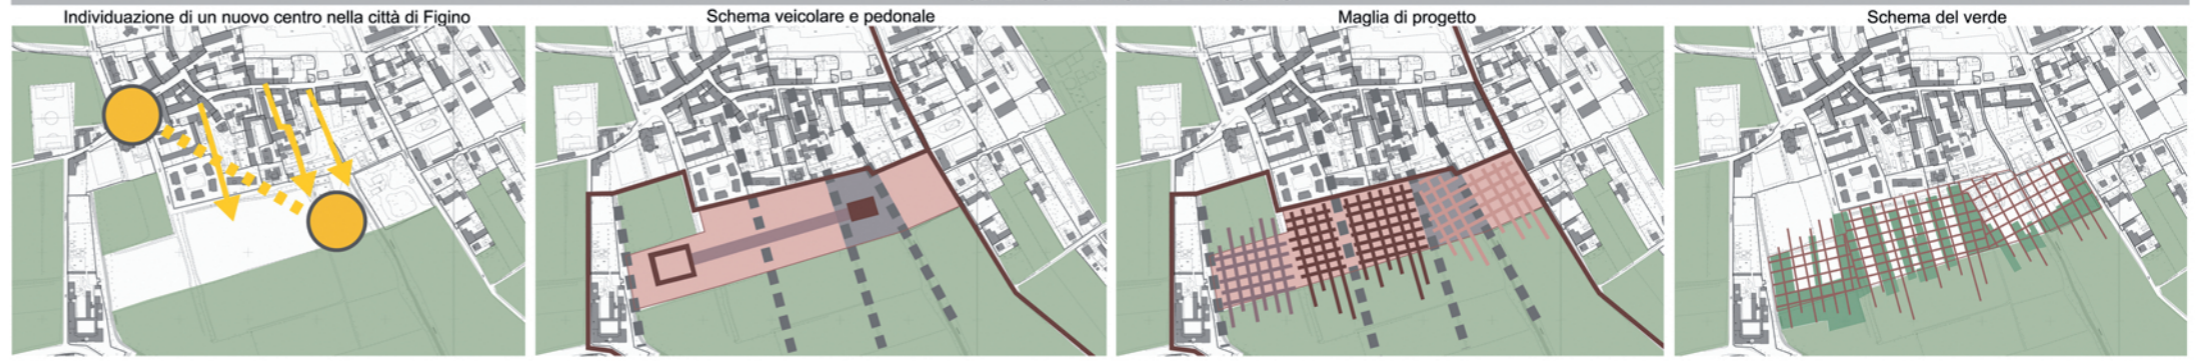 Individuazione di un nuovo centro nella città di Figino
Schema veicolare e pedonale
Maglia di progetto
Schema del verde